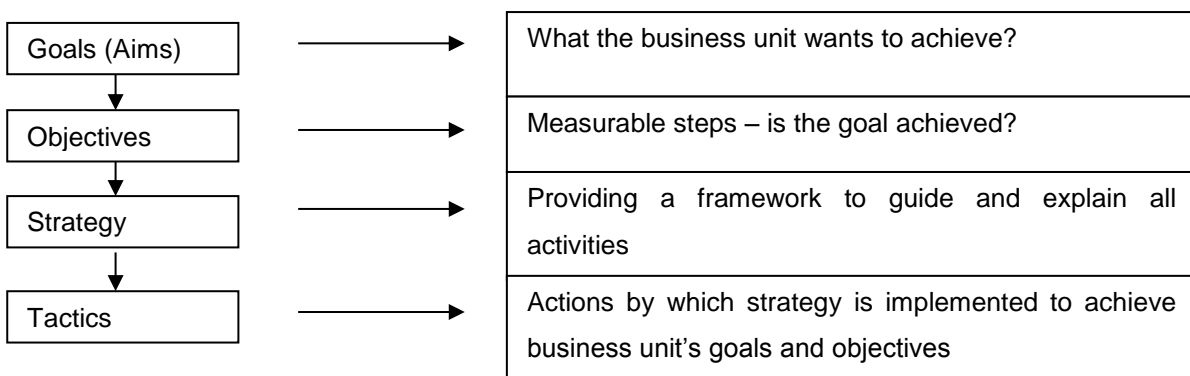 Goals (Aims)
What the business unit wants to achieve?
Objectives
Measurable steps – is the goal achieved?
Strategy
Providing a framework to guide and explain all
activities
Tactics
Actions by which strategy is implemented to achieve
business unit’s goals and objectives